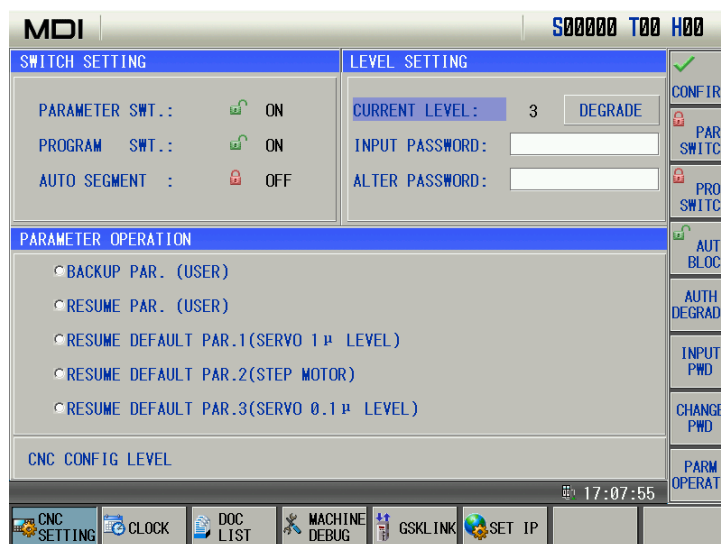 MDI S00000 T00 H00
SWITCH SETTING
PARAMETER SWT.: ON
PROGRAM SWT.: ON
AUTO SEGMENT : OFF
LEVEL SETTING
CURRENT LEVEL: 3 DEGRADE
INPUT PASSWORD:
ALTER PASSWORD:
PARAMETER OPERATION
BACKUP PAR. (USER)
RESUME PAR. (USER)
RESUME DEFAULT PAR.1(SERVO 1μ LEVEL)
RESUME DEFAULT PAR.2(STEP MOTOR)
RESUME DEFAULT PAR.3(SERVO 0.1μ LEVEL)
CNC CONFIG LEVEL
17:07:55
CONFIR
PAR
SWITC
PRO
SWITC
AUT
BLOC
AUTH
DEGRAD
INPUT
PWD
CHANGE
PWD
PARM
OPERAT
CNC
SETTING
CLOCK
DOC
LIST
MACHINE
DEBUG
GSKLINK
SET IP